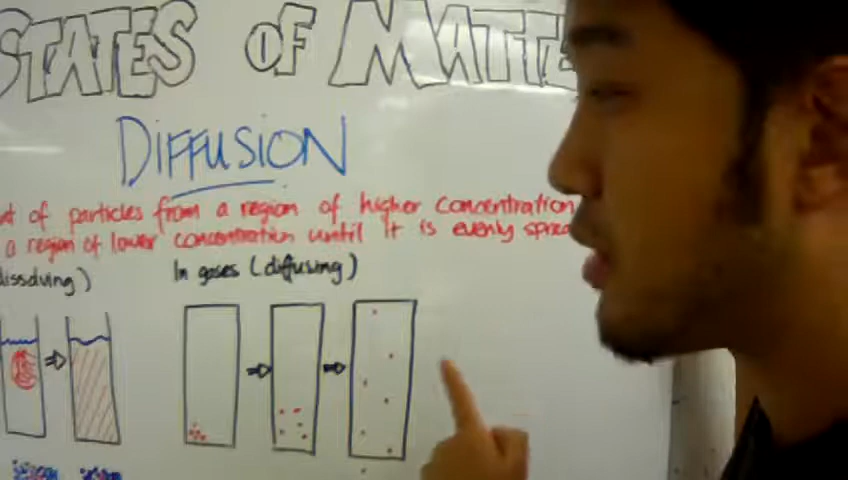 STATES OF MATTE
DIFFUSION
of particles from a region of higher concentration
a region of lower concentration until it is evenly sprea
dissolving) In gases (diffusing)